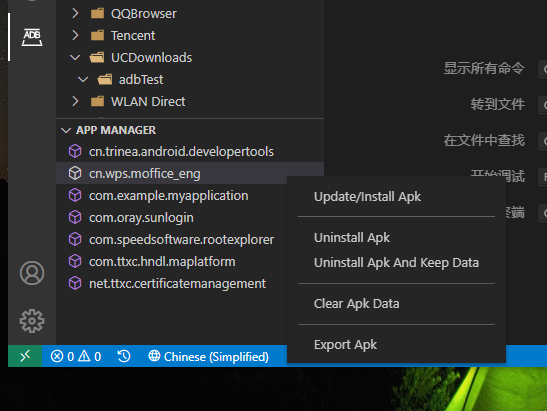 QQBrowser
ADB
Tencent
UCDownloads
adbTest
WLAN Direct
显示所有命令
转到文件
在文件中查找
开始调试
终端
APP MANAGER
cn.trinea.android.developertools
cn.wps.moffice_eng
com.example.myapplication
com.oray.sunlogin
com.speedsoftware.rootexplorer
com.ttxc.hndl.maplatform
net.ttxc.certificatemanagement
Update/Install Apk
Uninstall Apk
Uninstall Apk And Keep Data
Clear Apk Data
Export Apk
0 0 Chinese (Simplified)